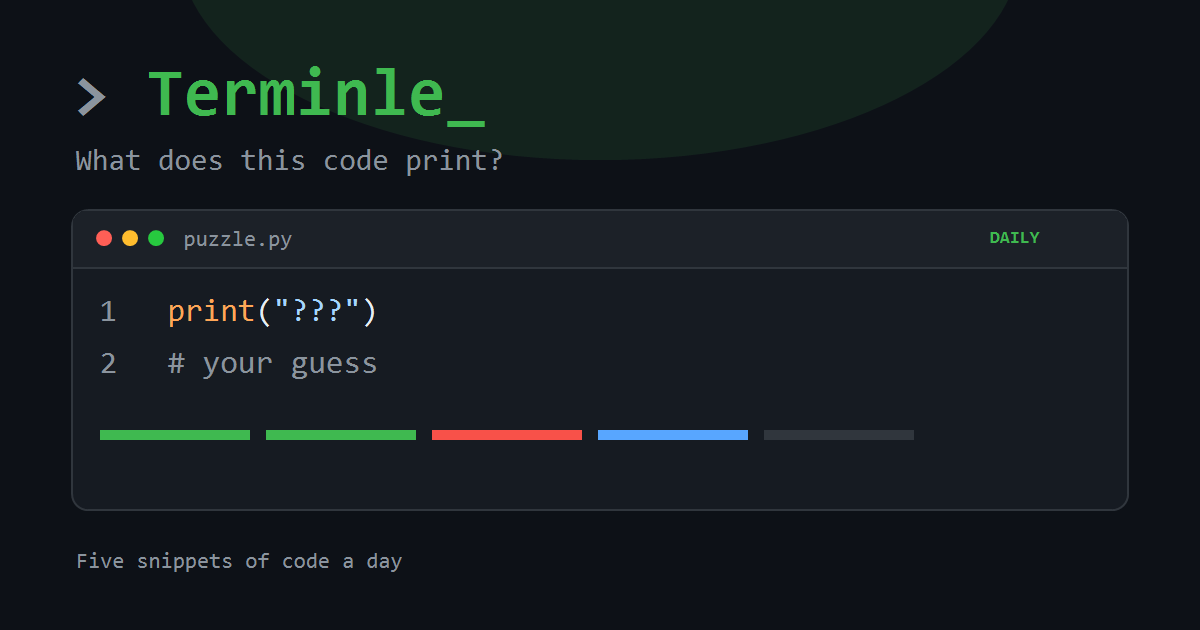 > Terminle_
What does this code print?
puzzle.py DAILY
1 print("???")
2 # your guess
Five snippets of code a day